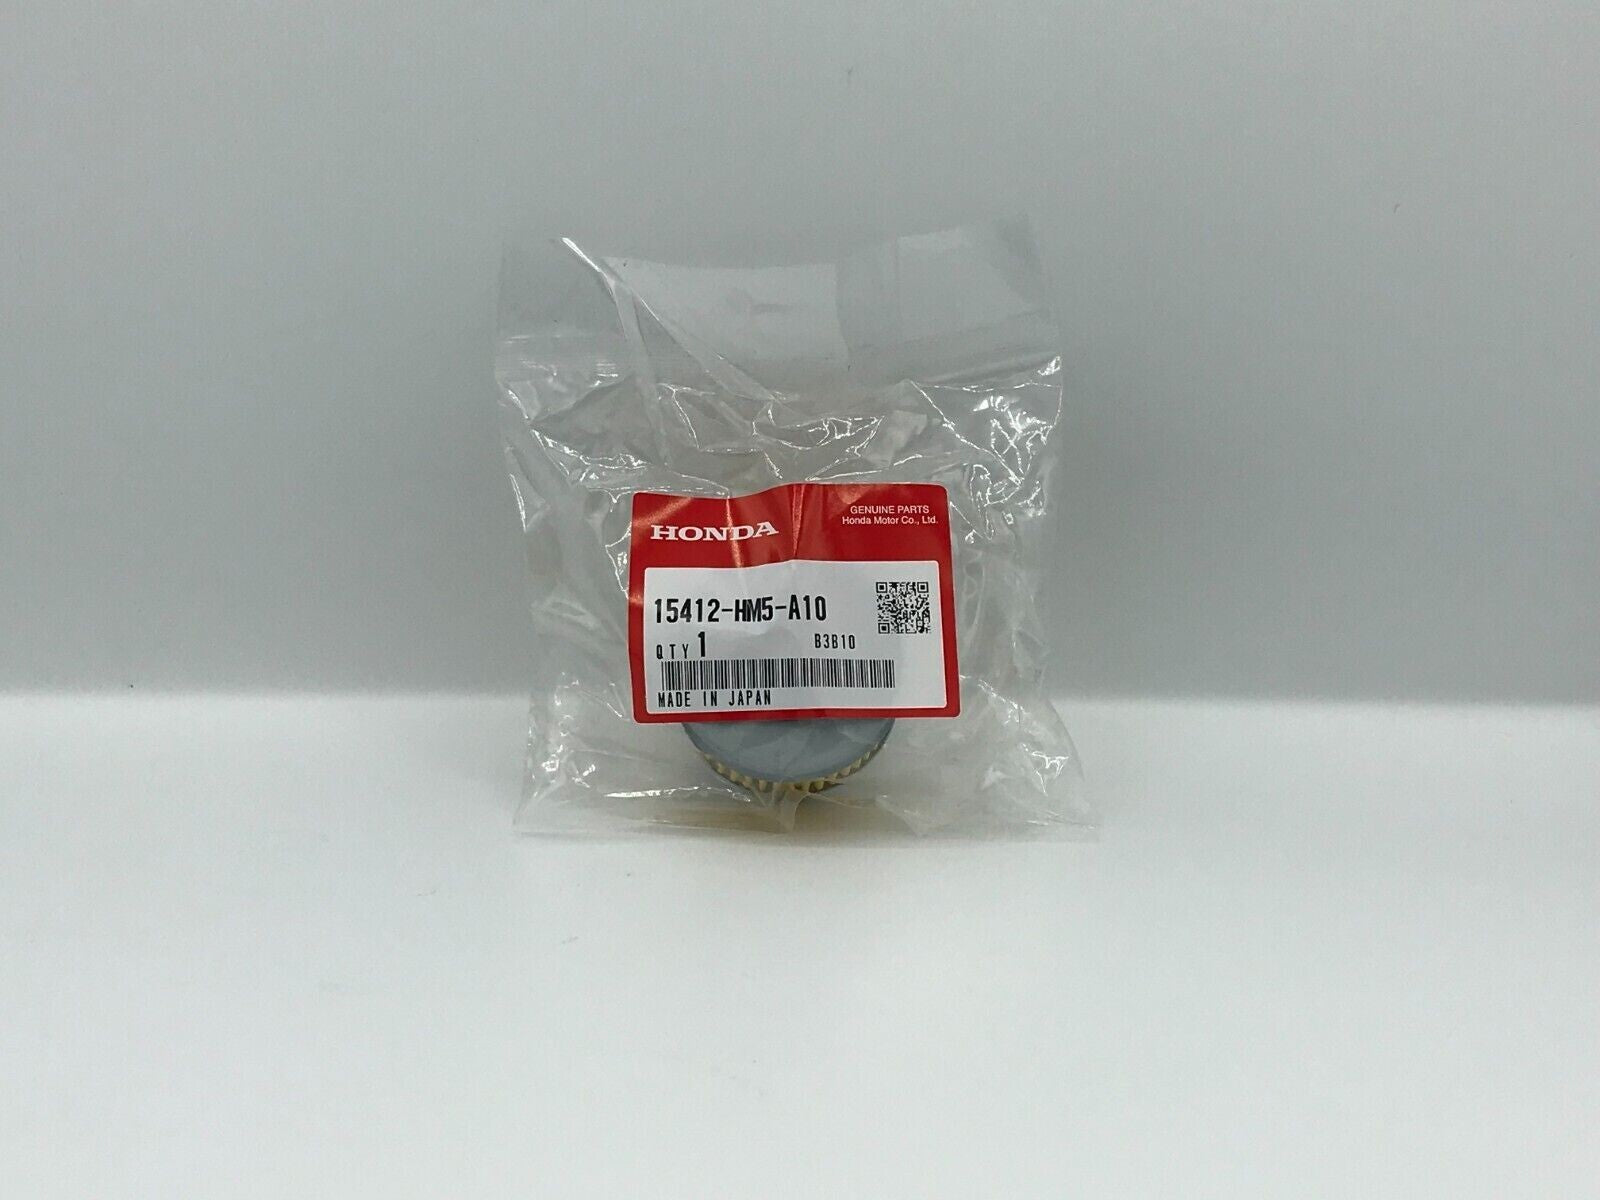 HONDA
GENUINE PARTS
Honda Motor Co., Ltd.
15412-HM5-A10
QTY 1 B3B10
MADE IN JAPAN